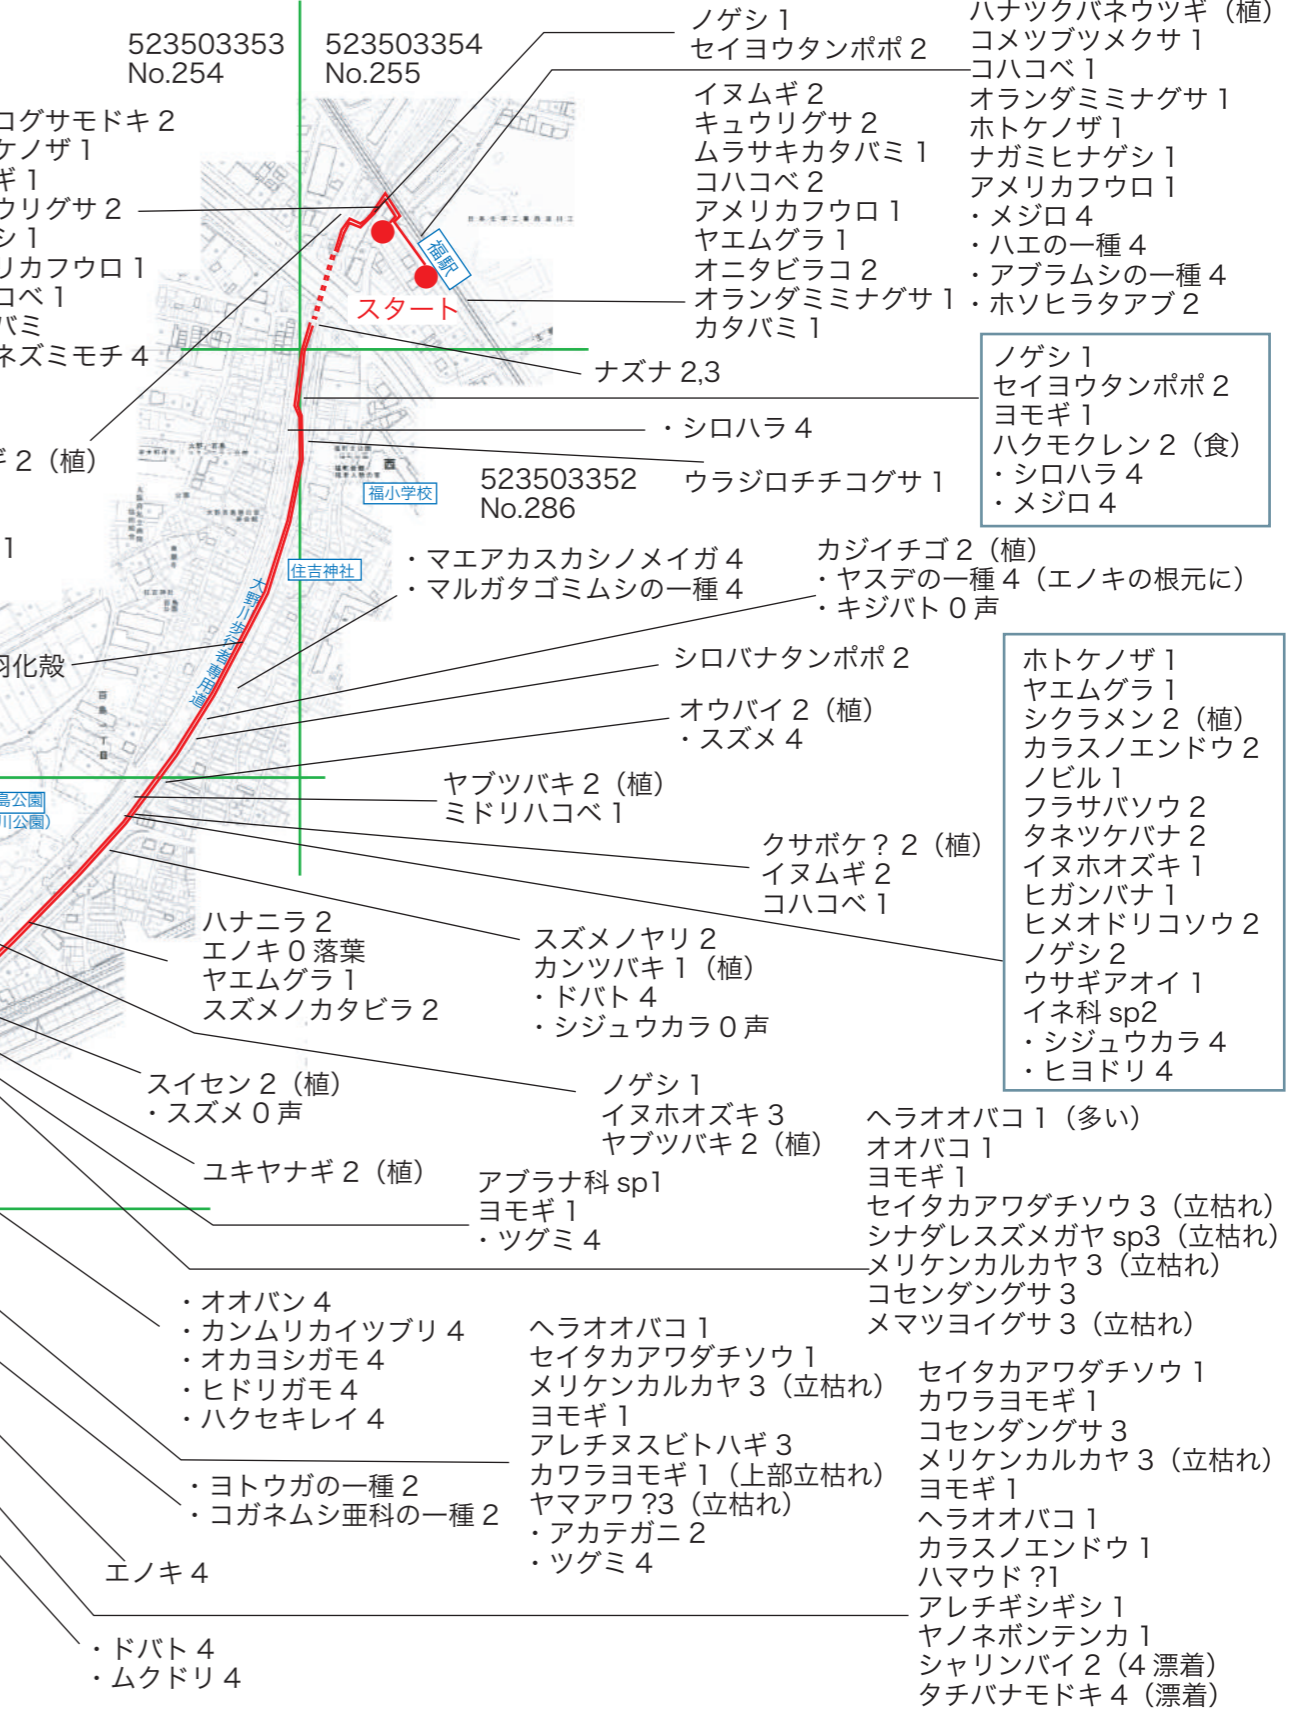 523503353
No.254
523503354
No.255
ノゲシ 1
セイヨウタンポポ 2
ハナツクバネウツギ（植）
コメツブツメクサ 1
コハコベ 1
オランダミミナグサ 1
ホトケノザ 1
ナガミヒナゲシ 1
アメリカフウロ 1
・メジロ 4
・ハエの一種 4
・アブラムシの一種 4
・ホソヒラタアブ 2
イヌムギ 2
キュウリグサ 2
ムラサキカタバミ 1
コハコベ 2
アメリカフウロ 1
ヤエムグラ 1
オニタビラコ 2
オランダミミナグサ 1
カタバミ 1
コグサモドキ 2
ケノザ 1
ギ 1
ウリグサ 2
シ 1
リカフウロ 1
コベ 1
バミ
ネズミモチ 4
福駅
スタート
ナズナ 2,3
ノゲシ 1
セイヨウタンポポ 2
ヨモギ 1
ハクモクレン 2（食）
・シロハラ 4
・メジロ 4
・シロハラ 4
2（植）
ウラジロチチコグサ 1
523503352
No.286
福小学校
1
住吉神社
・マエアカスカシノメイガ 4
・マルガタゴミムシの一種 4
カジイチゴ 2（植）
・ヤスデの一種 4（エノキの根元に）
・キジバト 0 声
大野川歩行者専用道
羽化殻
シロバナタンポポ 2
オウバイ 2（植）
・スズメ 4
ホトケノザ 1
ヤエムグラ 1
シクラメン 2（植）
カラスノエンドウ 2
ノビル 1
フラサバソウ 2
タネツケバナ 2
イヌホオズキ 1
ヒガンバナ 1
ヒメオドリコソウ 2
ノゲシ 2
ウサギアオイ 1
イネ科 sp2
・シジュウカラ 4
・ヒヨドリ 4
島公園
川公園）
ヤブツバキ 2（植）
ミドリハコベ 1
クサボケ？ 2（植）
イヌムギ 2
コハコベ 1
ハナニラ 2
エノキ 0 落葉
ヤエムグラ 1
スズメノカタビラ 2
スズメノヤリ 2
カンツバキ 1（植）
・ドバト 4
・シジュウカラ 0 声
スイセン 2（植）
・スズメ 0 声
ノゲシ 1
イヌホオズキ 3
ヤブツバキ 2（植）
ユキヤナギ 2（植）
アブラナ科 sp1
ヨモギ 1
・ツグミ 4
ヘラオオバコ 1（多い）
オオバコ 1
ヨモギ 1
セイタカアワダチソウ 3（立枯れ）
シナダレスズメガヤ sp3（立枯れ）
メリケンカルカヤ 3（立枯れ）
コセンダングサ 3
メマツヨイグサ 3（立枯れ）
・オオバン 4
・カンムリカイツブリ 4
・オカヨシガモ 4
・ヒドリガモ 4
・ハクセキレイ 4
ヘラオオバコ 1
セイタカアワダチソウ 1
メリケンカルカヤ 3（立枯れ）
ヨモギ 1
アレチヌスビトハギ 3
カワラヨモギ 1（上部立枯れ）
ヤマアワ ?3（立枯れ）
・アカテガニ 2
・ツグミ 4
・ヨトウガの一種 2
・コガネムシ亜科の一種 2
エノキ 4
セイタカアワダチソウ 1
カワラヨモギ 1
コセンダングサ 3
メリケンカルカヤ 3（立枯れ）
ヨモギ 1
ヘラオオバコ 1
カラスノエンドウ 1
ハマウド ?1
アレチギシギシ 1
ヤノネボンテンカ 1
シャリンバイ 2（4 漂着）
タチバナモドキ 4（漂着）
・ドバト 4
・ムクドリ 4